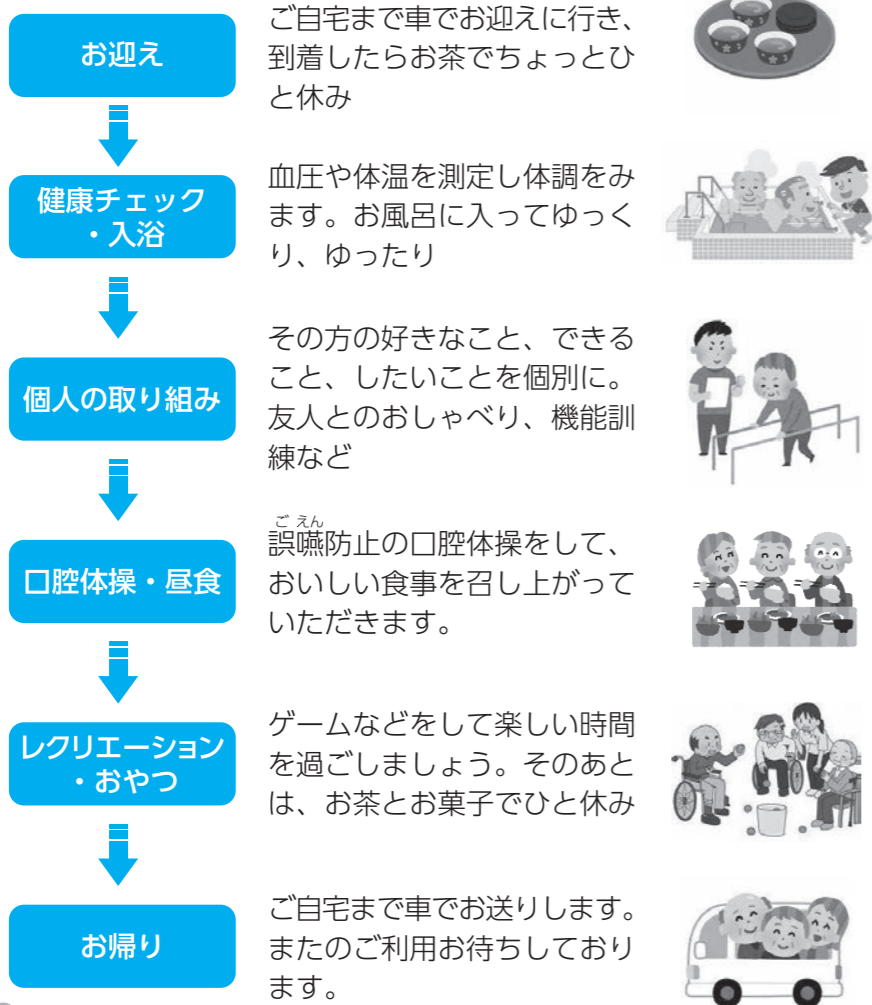 お迎え
ご自宅まで車でお迎えに行き、
到着したらお茶でちょっとひ
と休み
健康チェック
・入浴
血圧や体温を測定し体調をみ
ます。お風呂に入ってゆっく
り、ゆったり
個人の取り組み
その方の好きなこと、できる
こと、したいことを個別に。
友人とのおしゃべり、機能訓
練など
口腔体操・昼食
ご えん
誤嚥防止の口腔体操をして、
おいしい食事を召し上がって
いただきます。
レクリエーション
・おやつ
ゲームなどをして楽しい時間
を過ごしましょう。そのあと
は、お茶とお菓子でひと休み
お帰り
ご自宅まで車でお送りします。
またのご利用お待ちしており
ます。